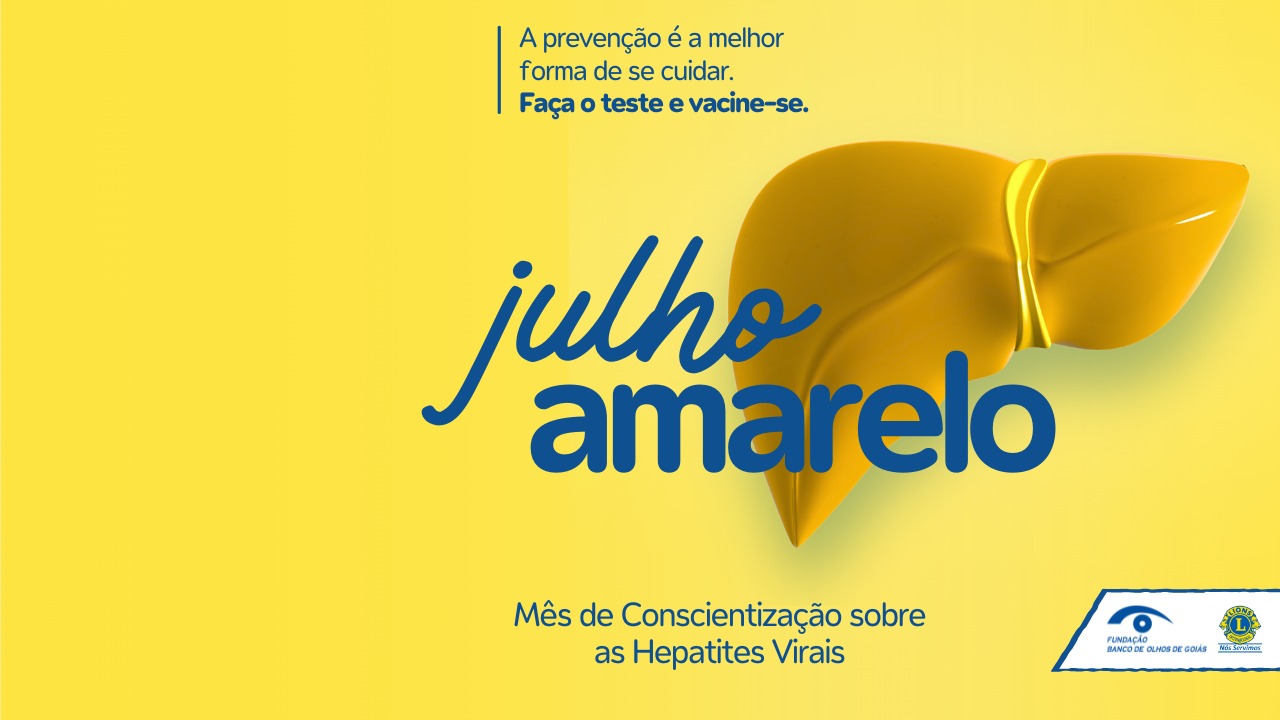 A prevenção é a melhor
forma de se cuidar.
Faça o teste e vacine-se.
julho
amarelo
Mês de Conscientização sobre
as Hepatites Virais
FUNDAÇÃO
BANCO DE OLHOS DE GOIÁS
LIONS
L
Nós Servimos